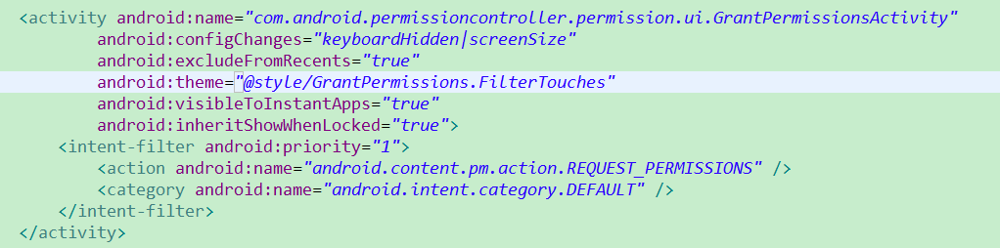 <activity android:name="com.android.permissioncontroller.permission.ui.GrantPermissionsActivity"
android:configChanges="keyboardHidden|screenSize"
android:excludeFromRecents="true"
android:theme="@style/GrantPermissions.FilterTouches"
android:visibleToInstantApps="true"
android:inheritShowWhenLocked="true">
<intent-filter android:priority="1">
<action android:name="android.content.pm.action.REQUEST_PERMISSIONS" />
<category android:name="android.intent.category.DEFAULT" />
</intent-filter>
</activity>